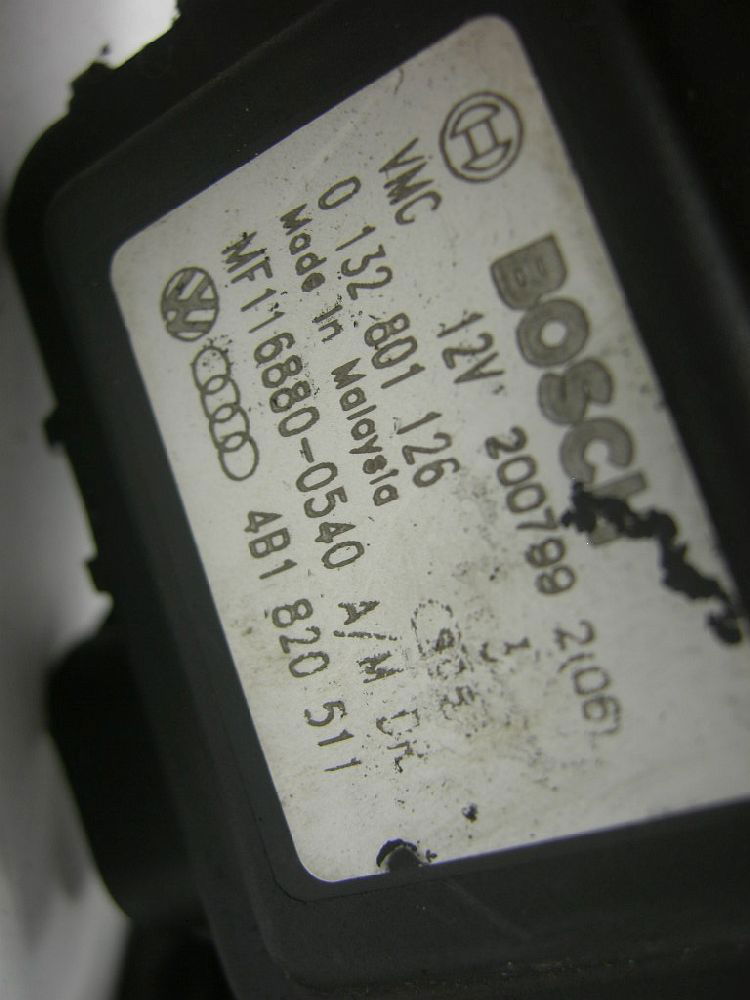 BOSCH
VMC 12V 200799 2(06)
0 132 801 126 J
Made in Malaysia
MF116880-0540 A/M
4B1 820 511